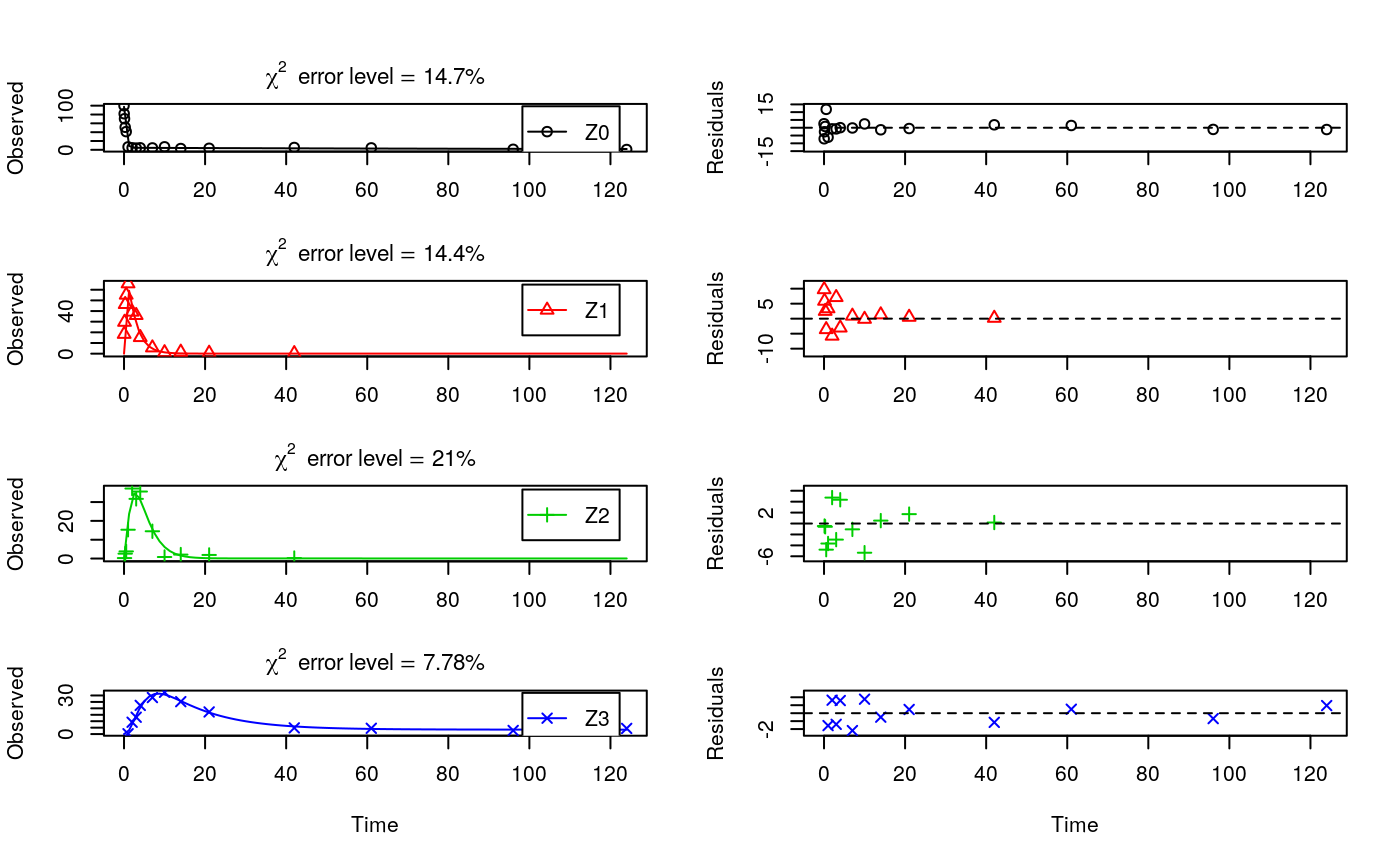 χ² error level = 14.7%
Observed
0 100
Z0
0 20 40 60 80 100 120
Residuals
-15 15
0 20 40 60 80 100 120
χ² error level = 14.4%
Observed
0 40
Z1
0 20 40 60 80 100 120
Residuals
-10 5
0 20 40 60 80 100 120
χ² error level = 21%
Observed
0 20
Z2
0 20 40 60 80 100 120
Residuals
-6 2
0 20 40 60 80 100 120
χ² error level = 7.78%
Observed
0 30
Z3
0 20 40 60 80 100 120
Residuals
-2
0 20 40 60 80 100 120
Time
Time